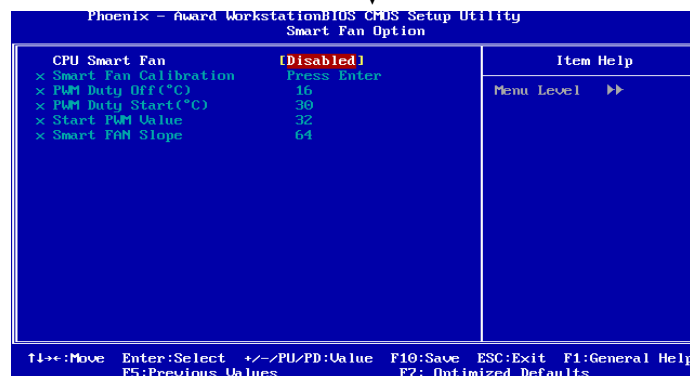 Phoenix - Award WorkstationBIOS CMOS Setup Utility
Smart Fan Option
CPU Smart Fan [Disabled]
x Smart Fan Calibration Press Enter
x PWM Duty Off(°C) 16
x PWM Duty Start(°C) 30
x Start PWM Value 32
x Smart FAN Slope 64
Item Help
Menu Level ▶▶
↑↓→←:Move Enter:Select +/-/PU/PD:Value F10:Save ESC:Exit F1:General Help
F5:Previous Values F7: Optimized Defaults